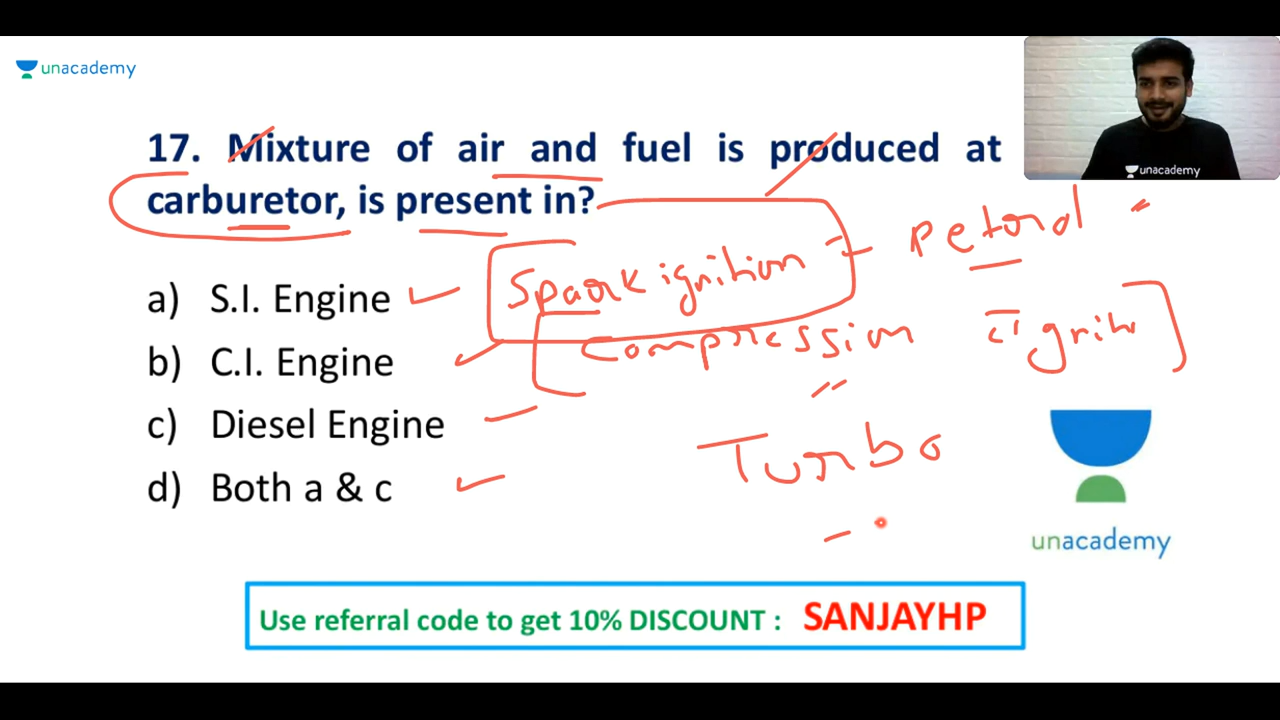 unacademy
unacademy
17. Mixture of air and fuel is produced at
carburetor, is present in?
Petorol
Spark ignition
a) S.I. Engine
Compression
b) C.I. Engine
c) Diesel Engine
Turbo
d) Both a & c
unacademy
Use referral code to get 10% DISCOUNT : SANJAYHP